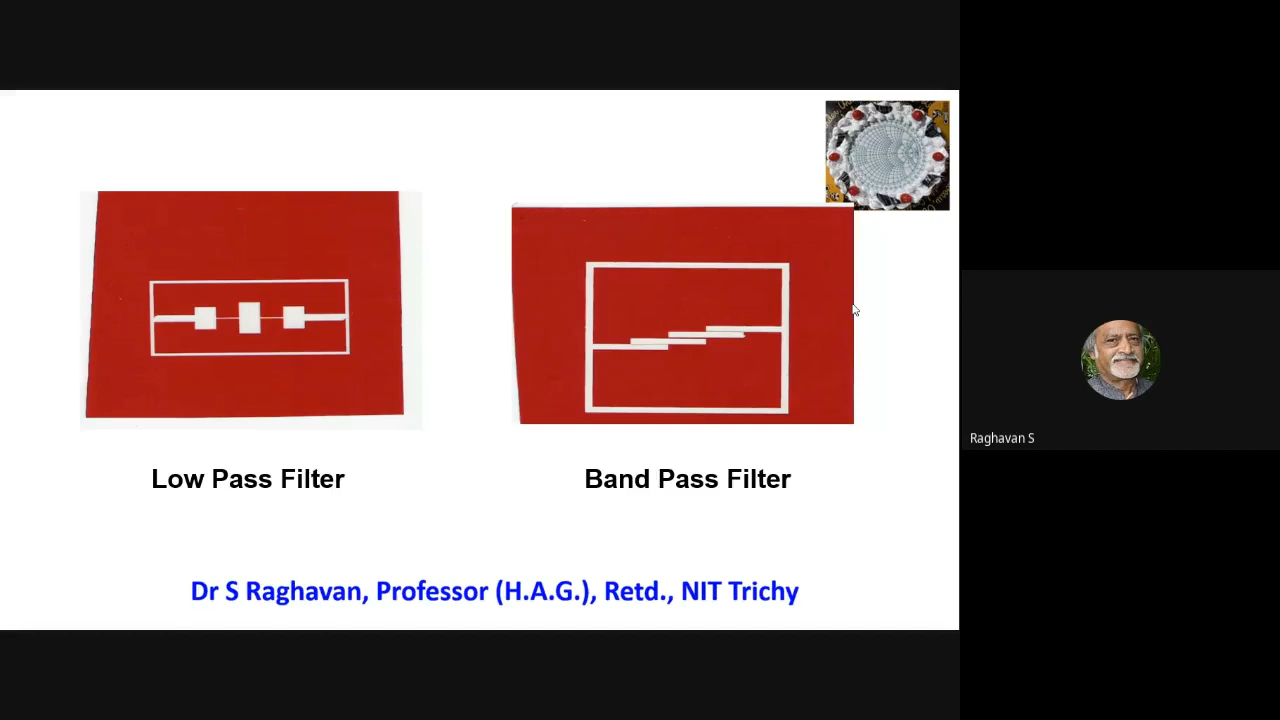 Low Pass Filter
Band Pass Filter
Dr S Raghavan, Professor (H.A.G.), Retd., NIT Trichy
Raghavan S